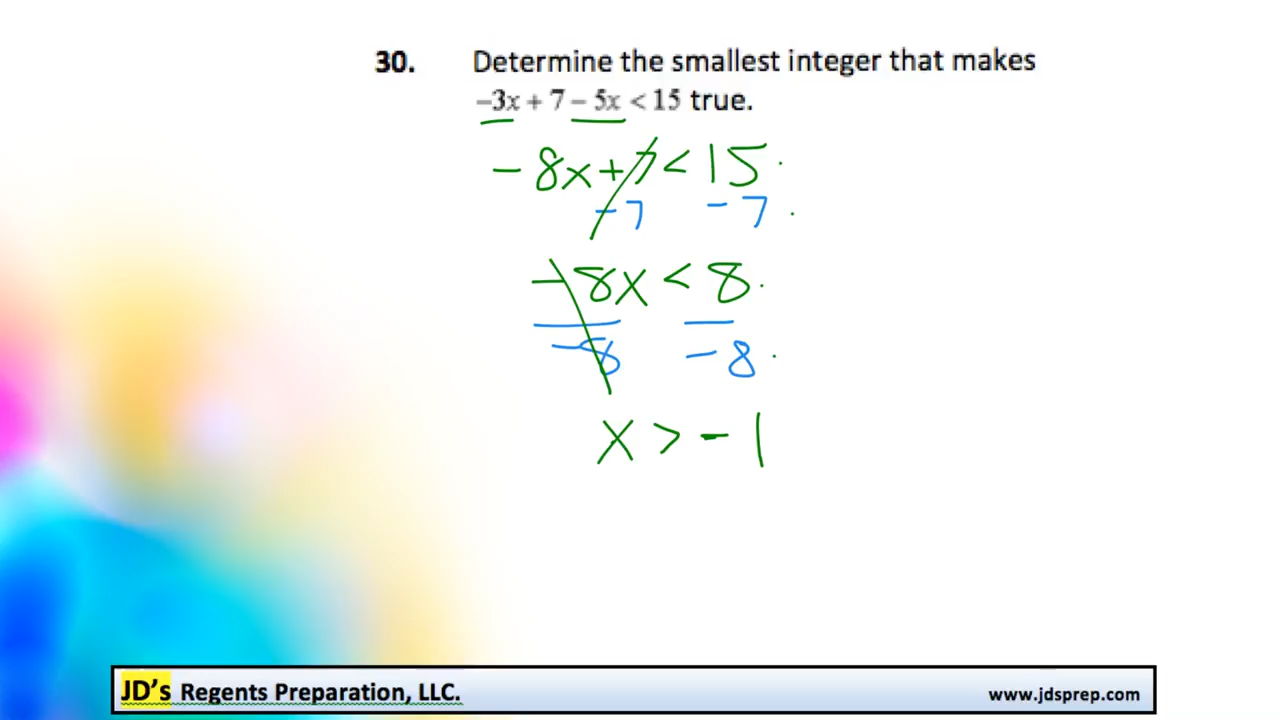 30. Determine the smallest integer that makes
−3x + 7 − 5x < 15 true.
− 8x + 7 < 15
− 7 − 7
− 8x < 8
− 8 − 8
x > − 1
JD's Regents Preparation, LLC. www.jdsprep.com